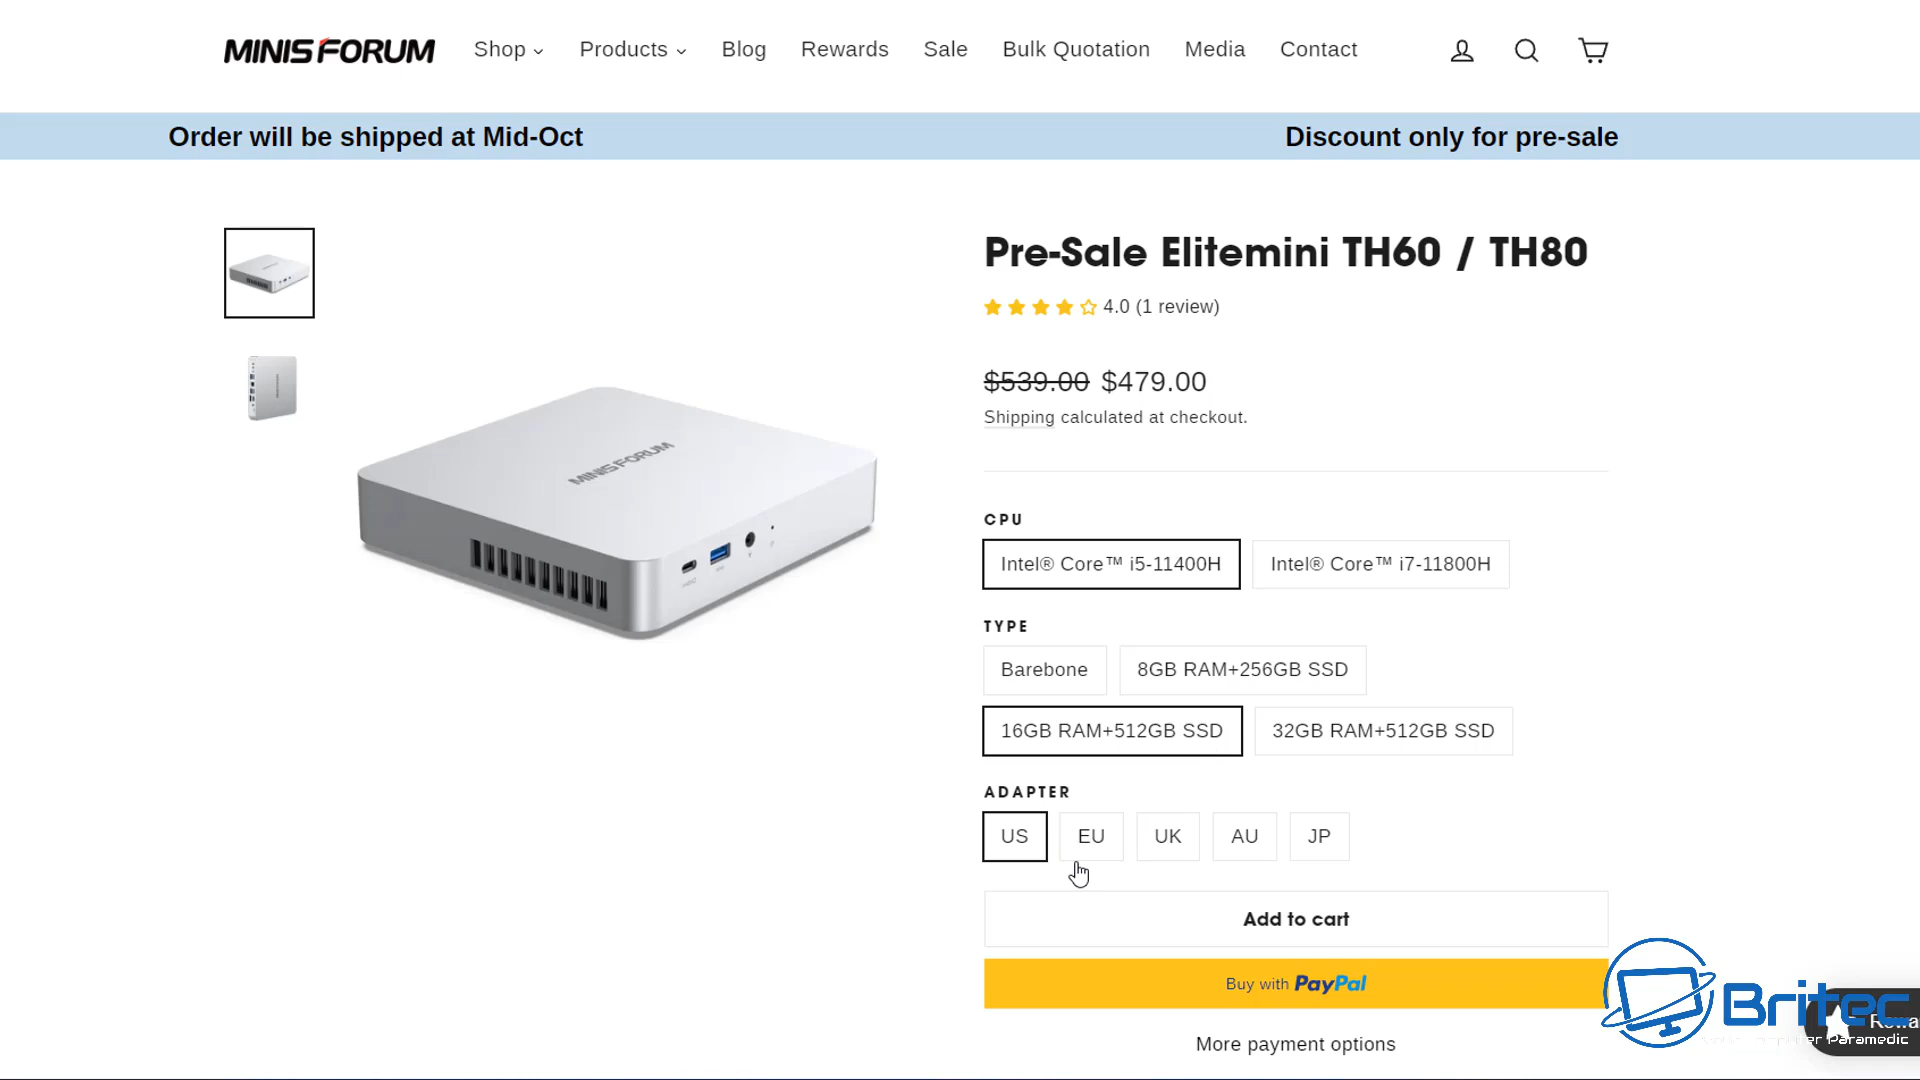 MINISFORUM
Shop Products Blog Rewards Sale Bulk Quotation Media Contact
Order will be shipped at Mid-Oct
Discount only for pre-sale
Pre-Sale Elitemini TH60 / TH80
4.0 (1 review)
$539.00 $479.00
Shipping calculated at checkout.
MINISFORUM
CPU
Intel® Core™ i5-11400H
Intel® Core™ i7-11800H
TYPE
Barebone
8GB RAM+256GB SSD
16GB RAM+512GB SSD
32GB RAM+512GB SSD
ADAPTER
US EU UK AU JP
Add to cart
Buy with PayPal
Britec
Paramedic
More payment options